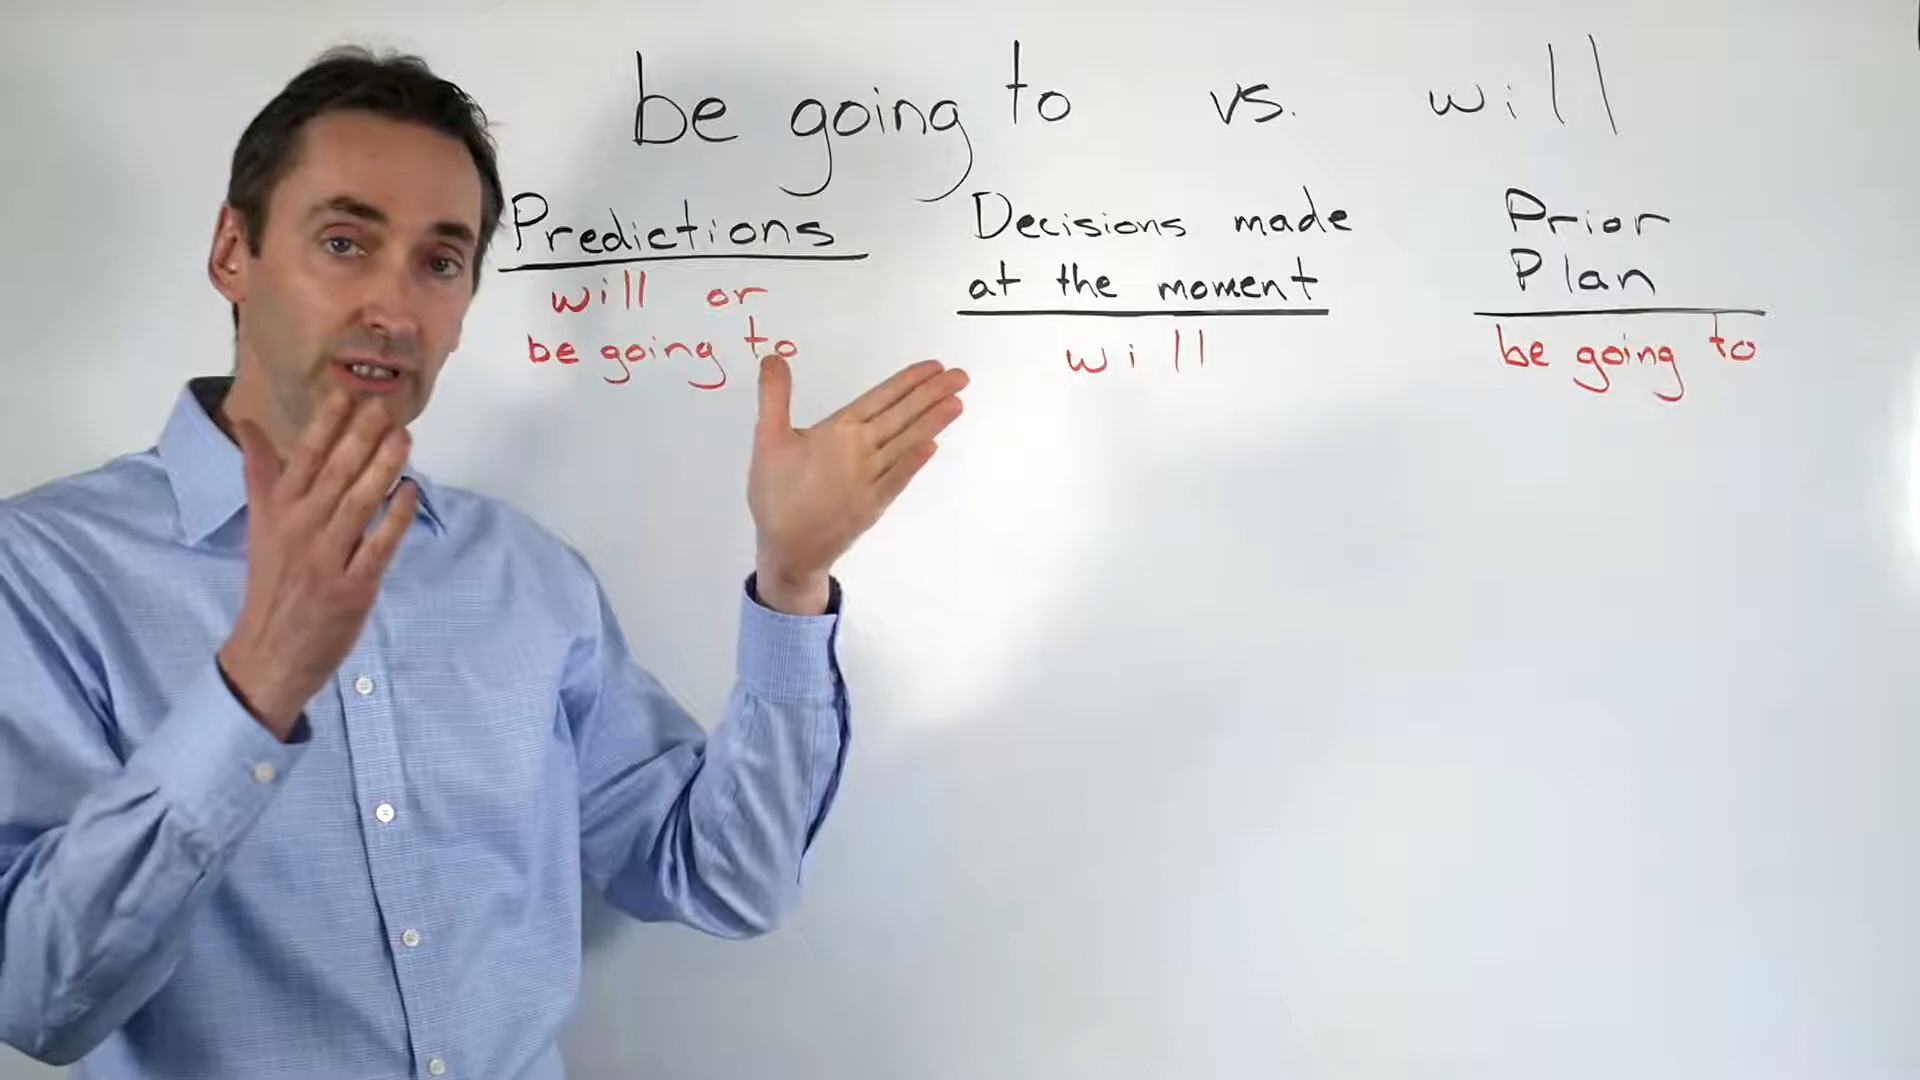 be going to vs. will
Predictions
will or
be going to
Decisions made
at the moment
will
Prior
Plan
be going to